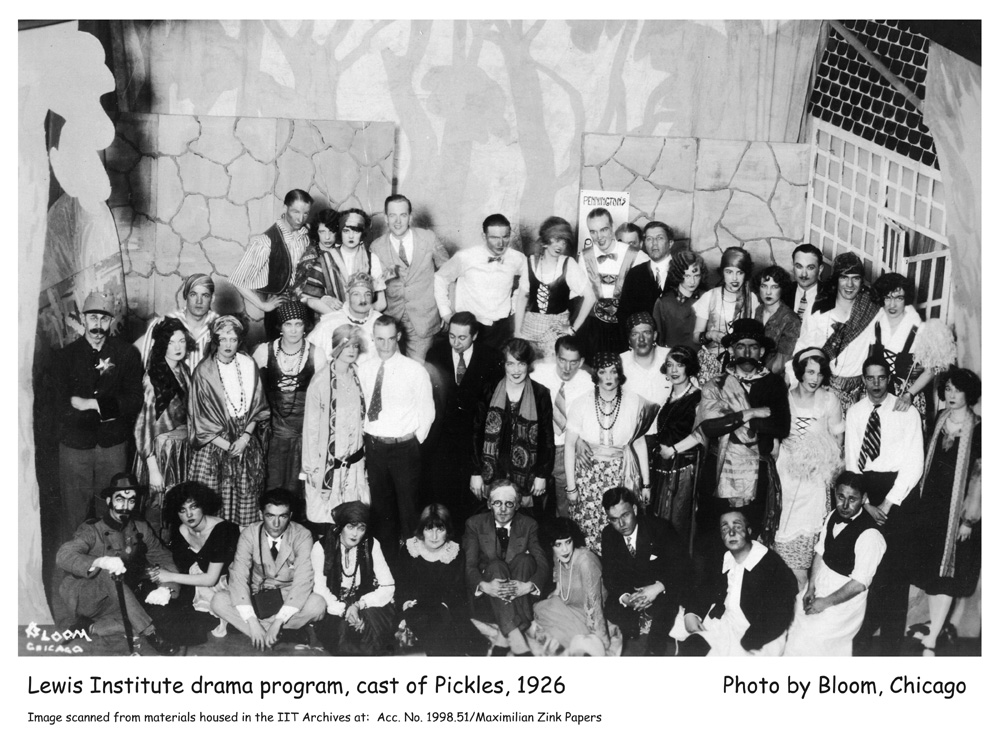 PENNINGTON'S
BLOOM
CHICAGO
Lewis Institute drama program, cast of Pickles, 1926
Photo by Bloom, Chicago
Image scanned from materials housed in the IIT Archives at: Acc. No. 1998.51/Maximilian Zink Papers